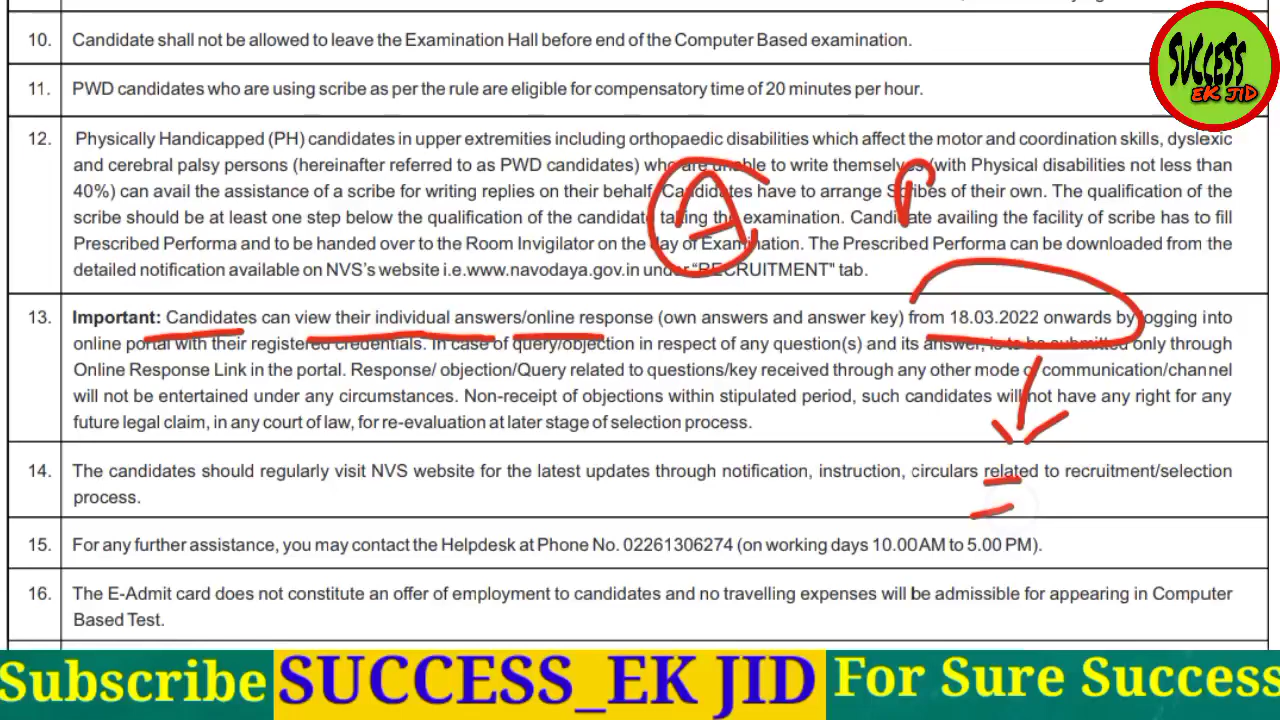 SUCCESS
EK JID
10. Candidate shall not be allowed to leave the Examination Hall before end of the Computer Based examination.
11. PWD candidates who are using scribe as per the rule are eligible for compensatory time of 20 minutes per hour.
12. Physically Handicapped (PH) candidates in upper extremities including orthopaedic disabilities which affect the motor and coordination skills, dyslexic
and cerebral palsy persons (hereinafter referred to as PWD candidates) who are unable to write themselves (with Physical disabilities not less than
40%) can avail the assistance of a scribe for writing replies on their behalf. Candidates have to arrange Scribes of their own. The qualification of the
scribe should be at least one step below the qualification of the candidate taking the examination. Candidate availing the facility of scribe has to fill
Prescribed Performa and to be handed over to the Room Invigilator on the day of Examination. The Prescribed Performa can be downloaded from the
detailed notification available on NVS's website i.e.www.navodaya.gov.in under "RECRUITMENT" tab.
A
13. Important: Candidates can view their individual answers/online response (own answers and answer key) from 18.03.2022 onwards by logging into
online portal with their registered credentials. In case of query/objection in respect of any question(s) and its answer, is to be submitted only through
Online Response Link in the portal. Response/ objection/Query related to questions/key received through any other mode of communication/channel
will not be entertained under any circumstances. Non-receipt of objections within stipulated period, such candidates will not have any right for any
future legal claim, in any court of law, for re-evaluation at later stage of selection process.
14. The candidates should regularly visit NVS website for the latest updates through notification, instruction, circulars related to recruitment/selection
process.
15. For any further assistance, you may contact the Helpdesk at Phone No. 02261306274 (on working days 10.00AM to 5.00 PM).
16. The E-Admit card does not constitute an offer of employment to candidates and no travelling expenses will be admissible for appearing in Computer
Based Test.
Subscribe SUCCESS_EK JID For Sure Success